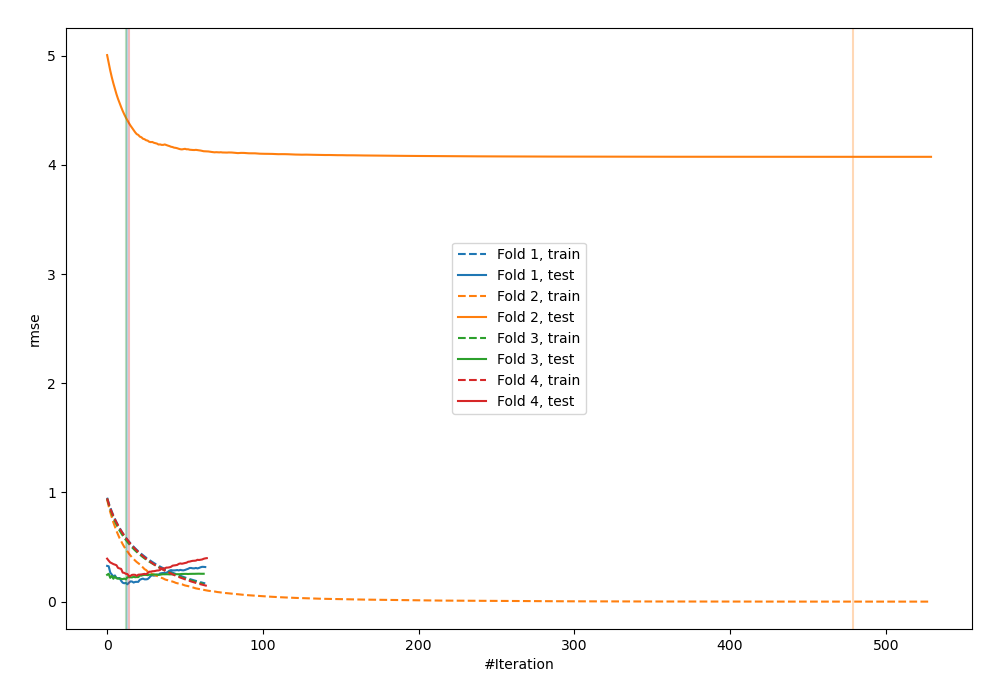 5
4
3
2
1
0
rmse
Fold 1, train
Fold 1, test
Fold 2, train
Fold 2, test
Fold 3, train
Fold 3, test
Fold 4, train
Fold 4, test
0 100 200 300 400 500
#Iteration